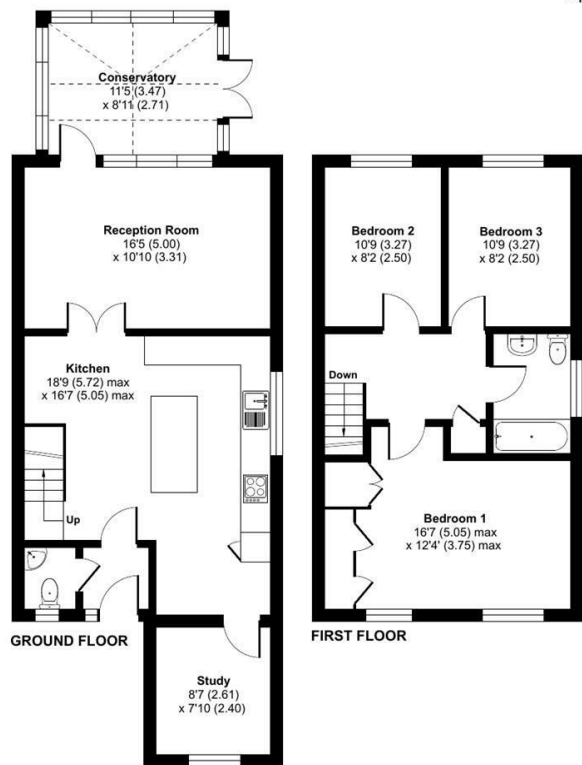 Conservatory
11'5 (3.47)
x 8'11 (2.71)
Reception Room
16'5 (5.00)
x 10'10 (3.31)
Kitchen
18'9 (5.72) max
x 16'7 (5.05) max
Up
GROUND FLOOR
Study
8'7 (2.61)
x 7'10 (2.40)
Bedroom 2
10'9 (3.27)
x 8'2 (2.50)
Bedroom 3
10'9 (3.27)
x 8'2 (2.50)
Down
Bedroom 1
16'7 (5.05) max
x 12'4' (3.75) max
FIRST FLOOR